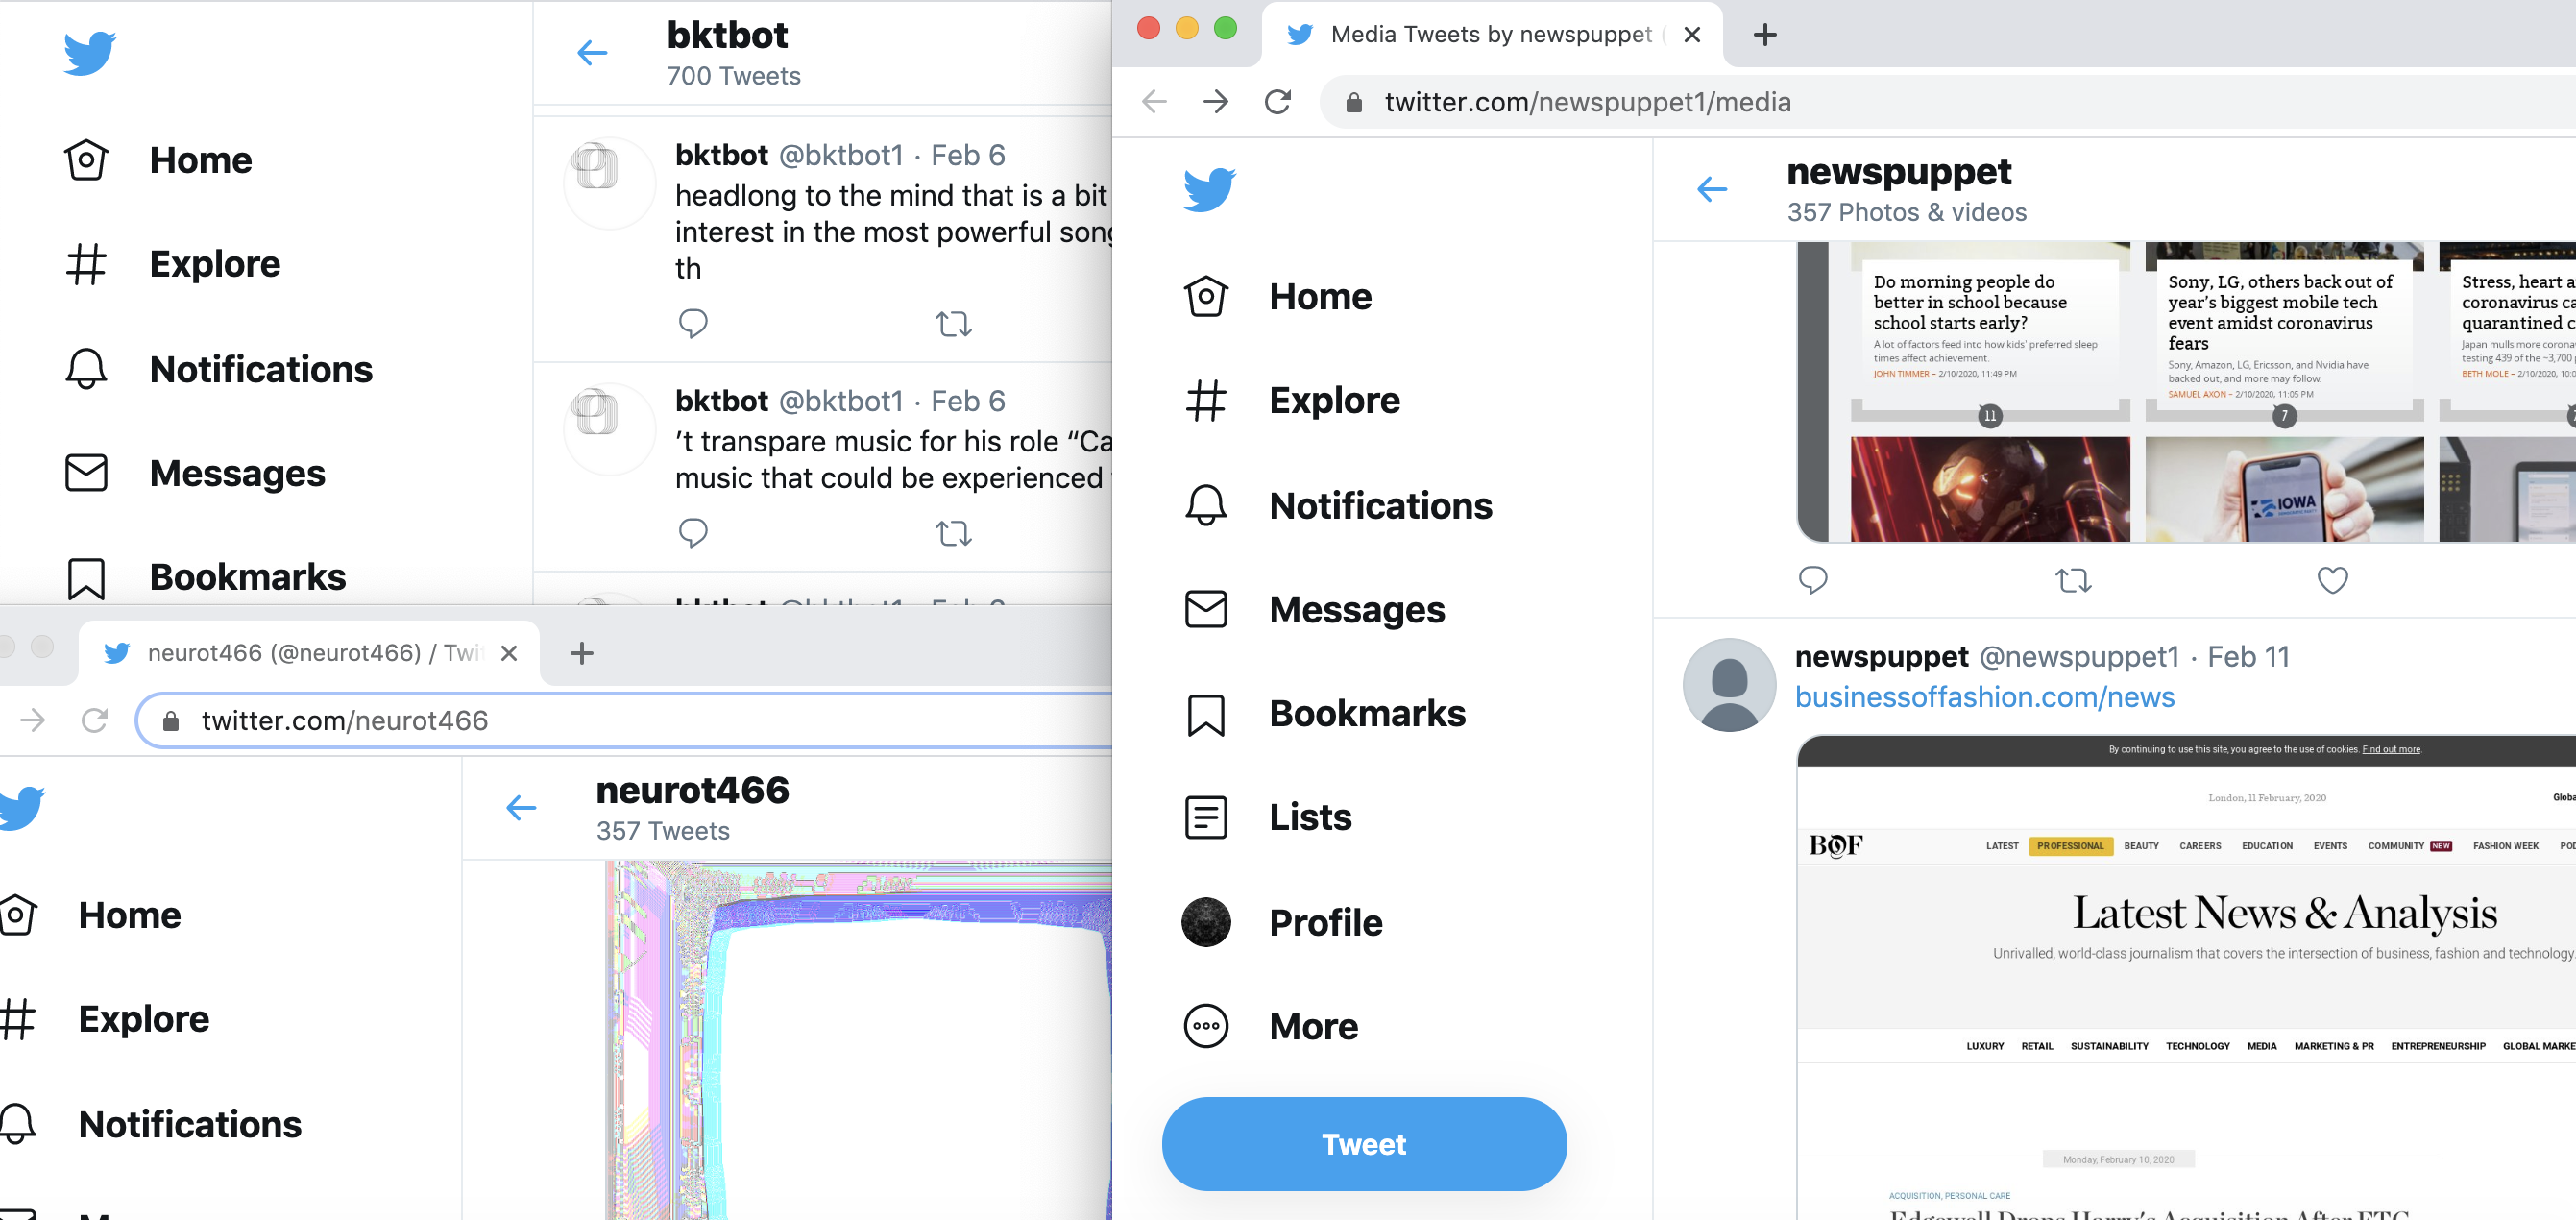 bktbot
700 Tweets
Home
Explore
Notifications
Messages
Bookmarks
bktbot @bktbot1 · Feb 6
headlong to the mind that is a bit
interest in the most powerful song
th
bktbot @bktbot1 · Feb 6
’t transpare music for his role “Ca
music that could be experienced
bktbot @bktbot1 · Feb 6
neurot466 (@neurot466) / Twi
twitter.com/neurot466
neurot466
357 Tweets
Home
Explore
Notifications
Media Tweets by newspuppet (
twitter.com/newspuppet1/media
Home
Explore
Notifications
Messages
Bookmarks
Lists
Profile
More
Tweet
newspuppet
357 Photos & videos
Do morning people do
better in school because
school starts early?
A lot of factors feed into how kids' preferred sleep
times affect achievement.
JOHN TIMMER – 2/10/2020, 11:49 PM
11
Sony, LG, others back out of
year’s biggest mobile tech
event amidst coronavirus
fears
Sony, Amazon, LG, Ericsson, and Nvidia have
backed out, and more may follow.
SAMUEL AXON – 2/10/2020, 11:05 PM
7
Stress, heart a
coronavirus ca
quarantined c
Japan mulls more corona
testing 439 of the ~3,700
BETH MOLE – 2/10/2020, 10:0
IOWA
newspuppet @newspuppet1 · Feb 11
businessoffashion.com/news
By continuing to use this site, you agree to the use of cookies. Find out more.
London, 11 February, 2020
Globa
BOF
LATEST PROFESSIONAL BEAUTY CAREERS EDUCATION EVENTS COMMUNITY NEW FASHION WEEK POD
Latest News & Analysis
Unrivalled, world-class journalism that covers the intersection of business, fashion and technology.
LUXURY RETAIL SUSTAINABILITY TECHNOLOGY MEDIA MARKETING & PR ENTREPRENEURSHIP GLOBAL MARKE
Monday, February 10, 2020
ACQUISITION, PERSONAL CARE
Edgewell Drops Harry's Acquisition After FTC